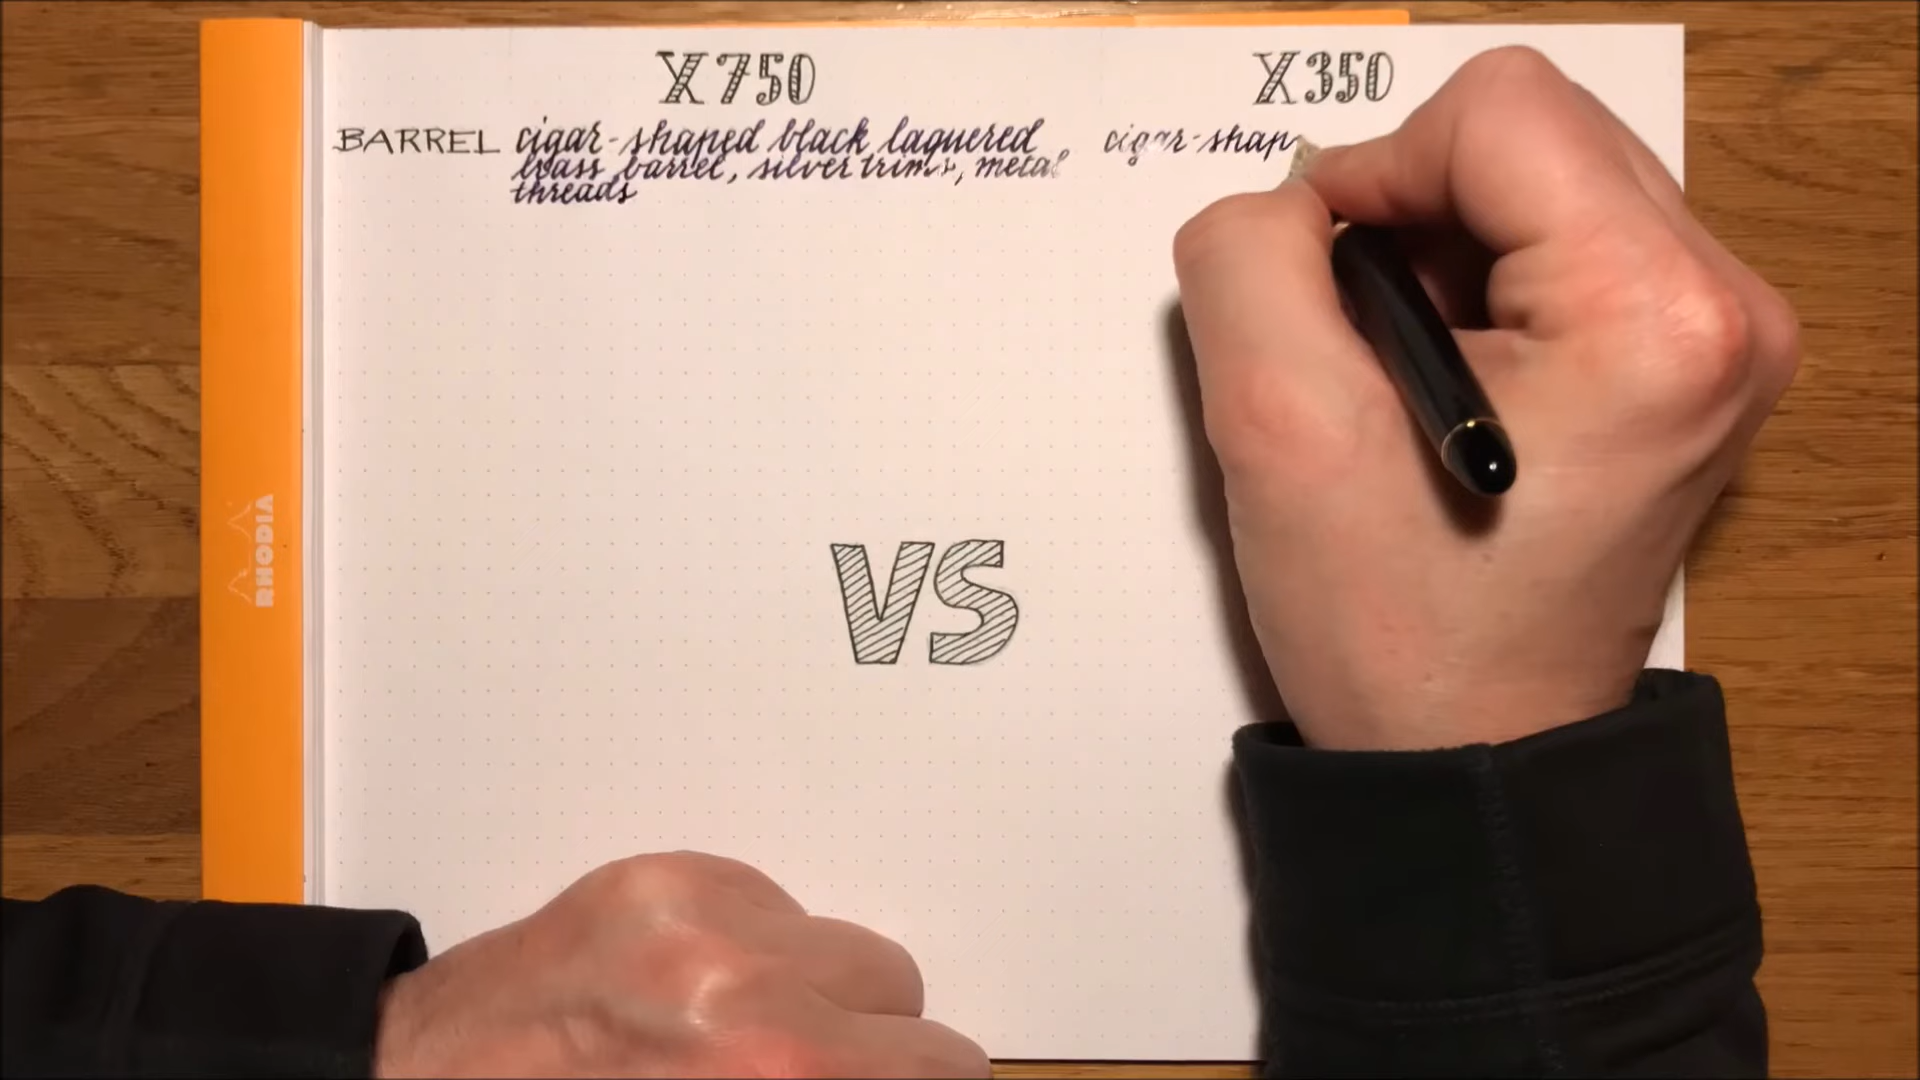 X750
X350
BARREL cigar-shaped black laquered
brass barrel, silver trims, metal
threads
cigar-shap
VS
RHODIA